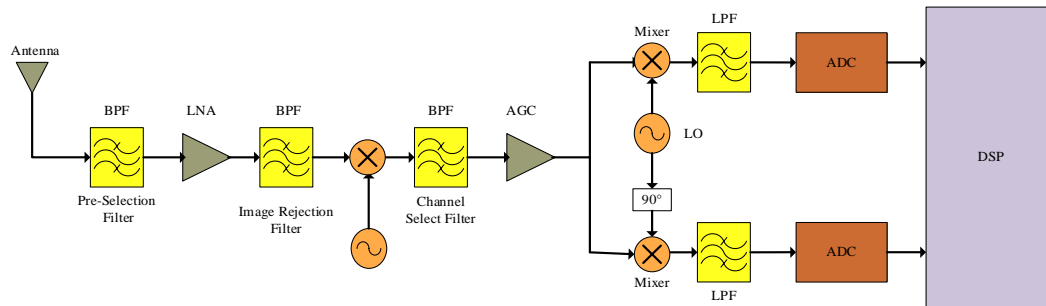 Antenna
BPF
Pre-Selection
Filter
LNA
BPF
Image Rejection
Filter
BPF
Channel
Select Filter
AGC
Mixer
LPF
ADC
LO
90°
Mixer
LPF
ADC
DSP